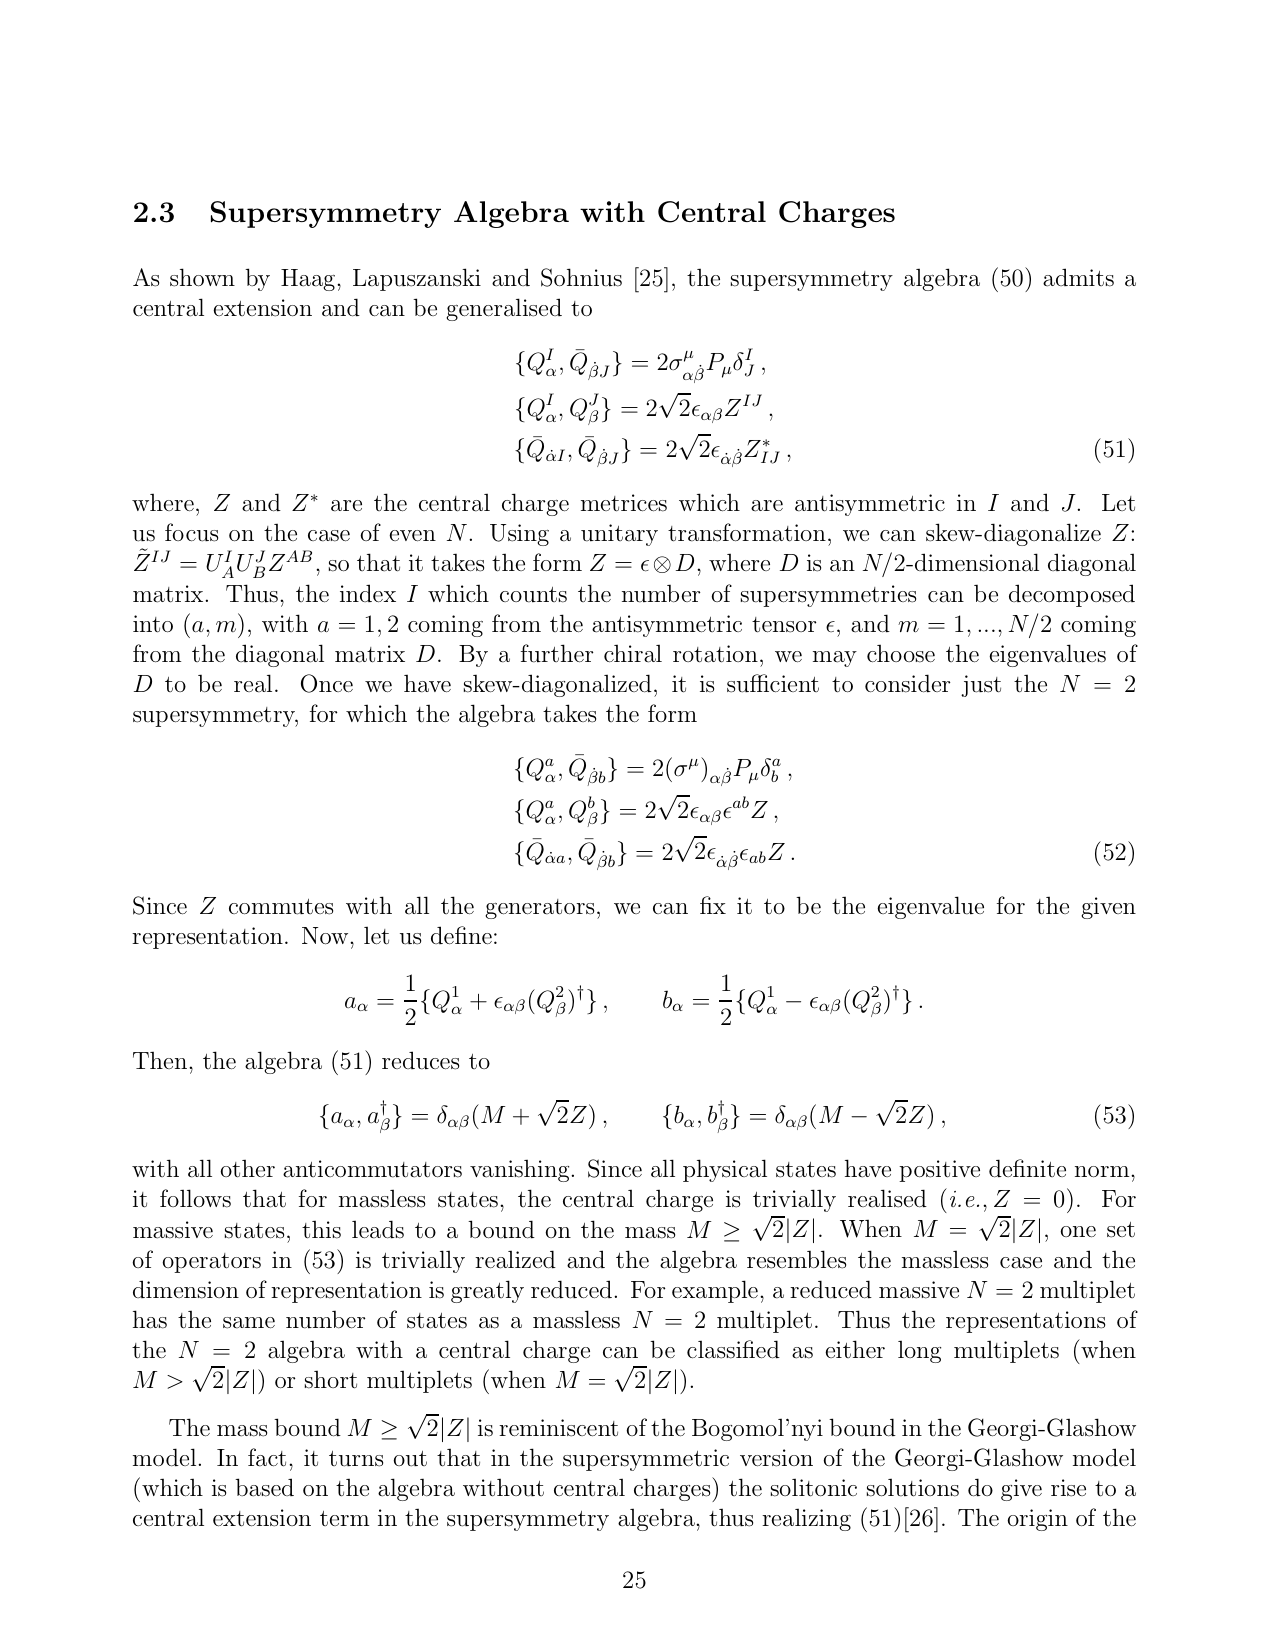 2.3 Supersymmetry Algebra with Central Charges
As shown by Haag, Lapuszanski and Sohnius [25], the supersymmetry algebra (50) admits a
central extension and can be generalised to
{Q^I_α, Q̄_{β̇J}} = 2σ^μ_{αβ̇}P_μδ^I_J ,
{Q^I_α, Q^J_β} = 2√2ϵ_{αβ}Z^{IJ} ,
{Q̄_{α̇I}, Q̄_{β̇J}} = 2√2ϵ_{α̇β̇}Z^*_{IJ} , (51)
where, Z and Z^* are the central charge metrices which are antisymmetric in I and J. Let
us focus on the case of even N. Using a unitary transformation, we can skew-diagonalize Z:
Z̃^{IJ} = U^I_A U^J_B Z^{AB}, so that it takes the form Z = ϵ⊗D, where D is an N/2-dimensional diagonal
matrix. Thus, the index I which counts the number of supersymmetries can be decomposed
into (a, m), with a = 1, 2 coming from the antisymmetric tensor ϵ, and m = 1, ..., N/2 coming
from the diagonal matrix D. By a further chiral rotation, we may choose the eigenvalues of
D to be real. Once we have skew-diagonalized, it is sufficient to consider just the N = 2
supersymmetry, for which the algebra takes the form
{Q^a_α, Q̄_{β̇b}} = 2(σ^μ)_{αβ̇}P_μδ^a_b ,
{Q^a_α, Q^b_β} = 2√2ϵ_{αβ}ϵ^{ab}Z ,
{Q̄_{α̇a}, Q̄_{β̇b}} = 2√2ϵ_{α̇β̇}ϵ_{ab}Z . (52)
Since Z commutes with all the generators, we can fix it to be the eigenvalue for the given
representation. Now, let us define:
a_α = 1/2{Q^1_α + ϵ_{αβ}(Q^2_β)^†} , b_α = 1/2{Q^1_α − ϵ_{αβ}(Q^2_β)^†} .
Then, the algebra (51) reduces to
{a_α, a^†_β} = δ_{αβ}(M + √2Z) , {b_α, b^†_β} = δ_{αβ}(M − √2Z) , (53)
with all other anticommutators vanishing. Since all physical states have positive definite norm,
it follows that for massless states, the central charge is trivially realised (i.e., Z = 0). For
massive states, this leads to a bound on the mass M ≥ √2|Z|. When M = √2|Z|, one set
of operators in (53) is trivially realized and the algebra resembles the massless case and the
dimension of representation is greatly reduced. For example, a reduced massive N = 2 multiplet
has the same number of states as a massless N = 2 multiplet. Thus the representations of
the N = 2 algebra with a central charge can be classified as either long multiplets (when
M > √2|Z|) or short multiplets (when M = √2|Z|).
The mass bound M ≥ √2|Z| is reminiscent of the Bogomol'nyi bound in the Georgi-Glashow
model. In fact, it turns out that in the supersymmetric version of the Georgi-Glashow model
(which is based on the algebra without central charges) the solitonic solutions do give rise to a
central extension term in the supersymmetry algebra, thus realizing (51)[26]. The origin of the
25